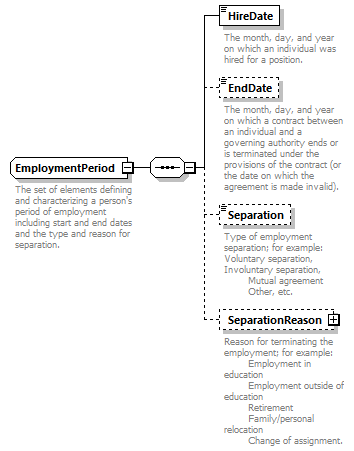 HireDate
The month, day, and year
on which an individual was
hired for a position.
EndDate
The month, day, and year
on which a contract between
an individual and a
governing authority ends or
is terminated under the
provisions of the contract (or
the date on which the
agreement is made invalid).
EmploymentPeriod
The set of elements defining
and characterizing a person's
period of employment
including start and end dates
and the type and reason for
separation.
Separation
Type of employment
separation; for example:
Voluntary separation,
Involuntary separation,
Mutual agreement
Other, etc.
SeparationReason
Reason for terminating the
employment; for example:
Employment in
education
Employment outside of
education
Retirement
Family/personal
relocation
Change of assignment.